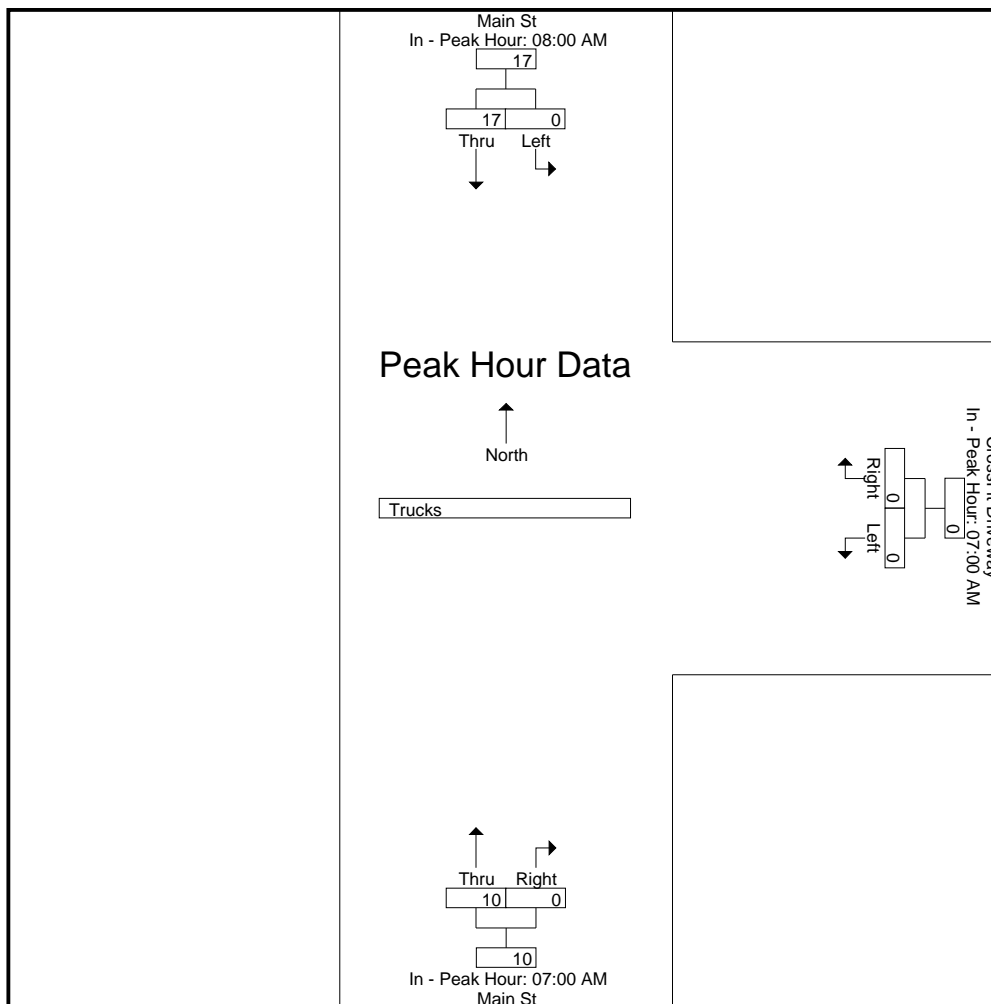 Main St
In - Peak Hour: 08:00 AM
17
17 0
Thru Left
Peak Hour Data
North
Trucks
Driveway
In - Peak Hour: 07:00 AM
0
Right 0
Left 0
Thru Right
10 0
10
In - Peak Hour: 07:00 AM
Main St